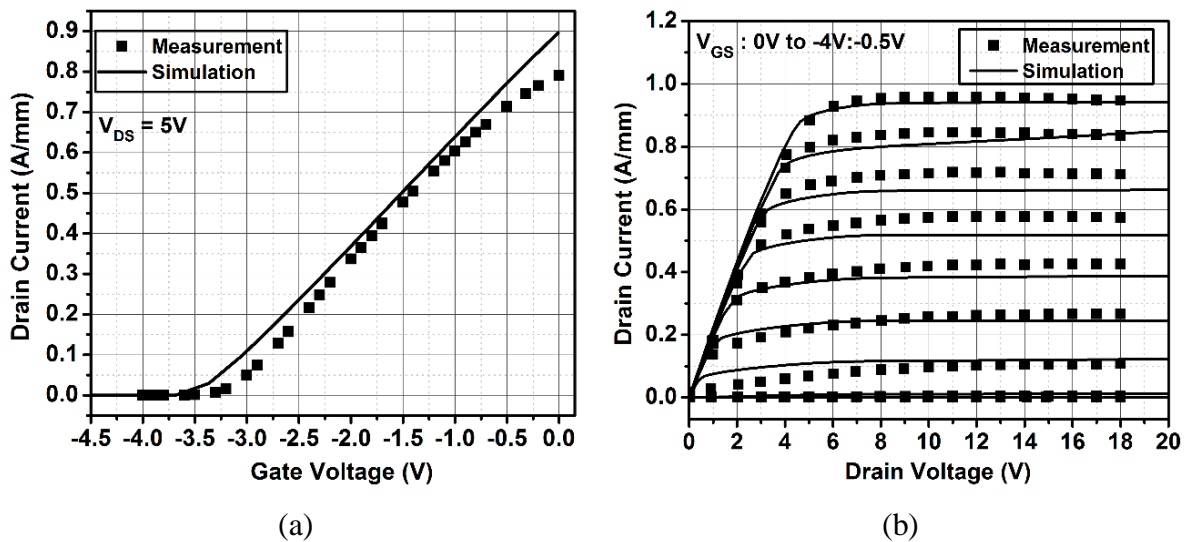 0.9
0.8
0.7
0.6
0.5
0.4
0.3
0.2
0.1
0.0
Drain Current (A/mm)
Measurement
Simulation
V_DS = 5V
-4.5 -4.0 -3.5 -3.0 -2.5 -2.0 -1.5 -1.0 -0.5 0.0
Gate Voltage (V)
(a)
1.2
1.0
0.8
0.6
0.4
0.2
0.0
Drain Current (A/mm)
V_GS : 0V to -4V:-0.5V
Measurement
Simulation
0 2 4 6 8 10 12 14 16 18 20
Drain Voltage (V)
(b)